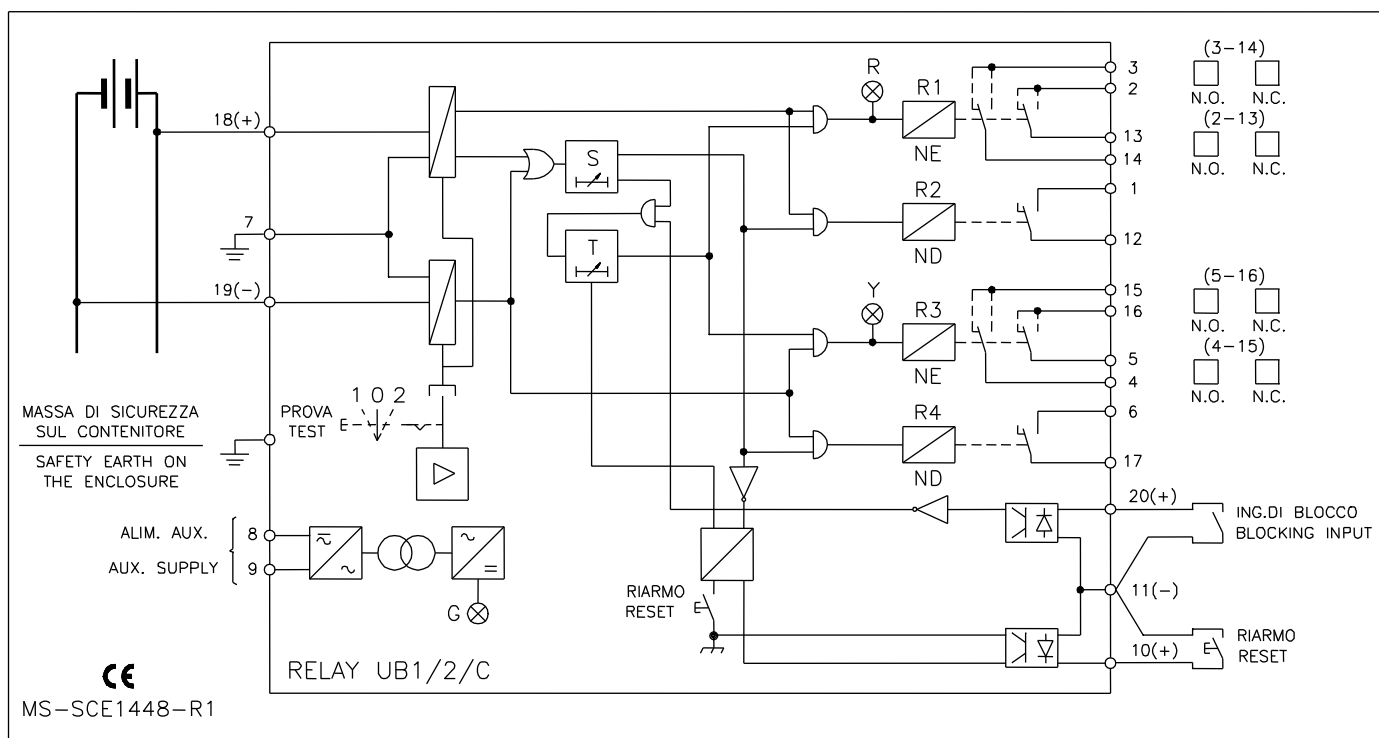 (3-14)
R
3
R1
2
N.O. N.C.
18(+)
(2-13)
13
S
NE
14
N.O. N.C.
R2
1
7
T
12
ND
(5-16)
19(-)
15
Y
16
R3
N.O. N.C.
(4-15)
5
1 0 2
NE
4
N.O. N.C.
MASSA DI SICUREZZA
SUL CONTENITORE
PROVA
TEST
R4
6
SAFETY EARTH ON
THE ENCLOSURE
ND
17
20(+)
ING.DI BLOCCO
BLOCKING INPUT
ALIM. AUX.
8
AUX. SUPPLY
9
RIARMO
RESET
11(-)
G
RIARMO
RESET
10(+)
RELAY UB1/2/C
CE
MS-SCE1448-R1